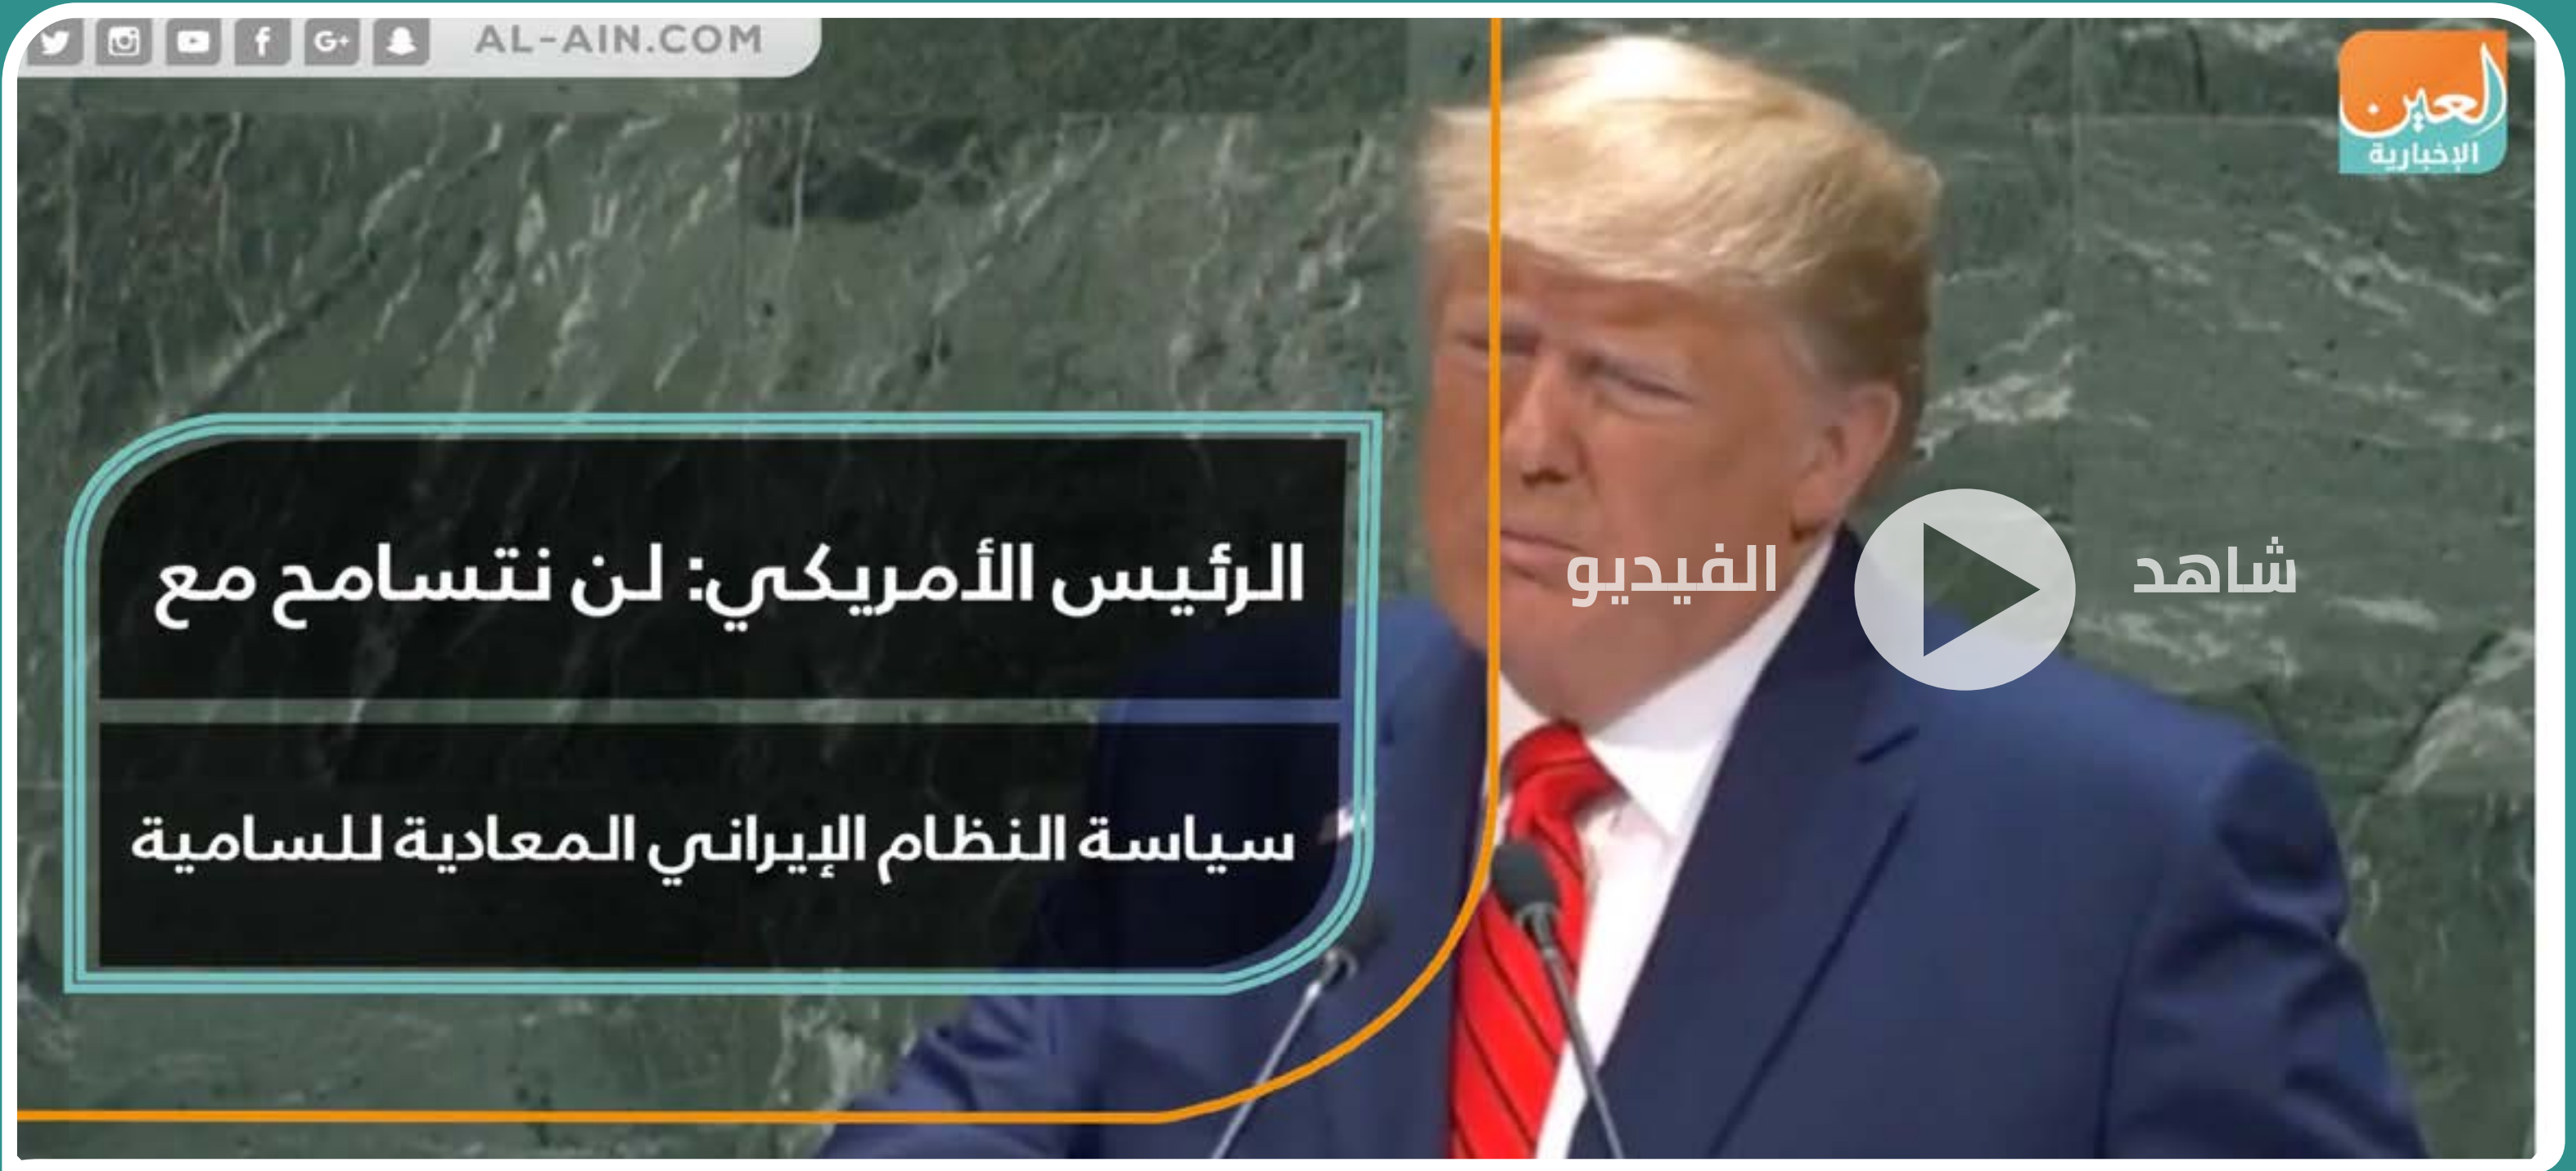 AL-AIN.COM
العين
الإخبارية
شاهد الفيديو
الرئيس الأمريكي: لن نتسامح مع
سياسة النظام الإيراني المعادية للسامية